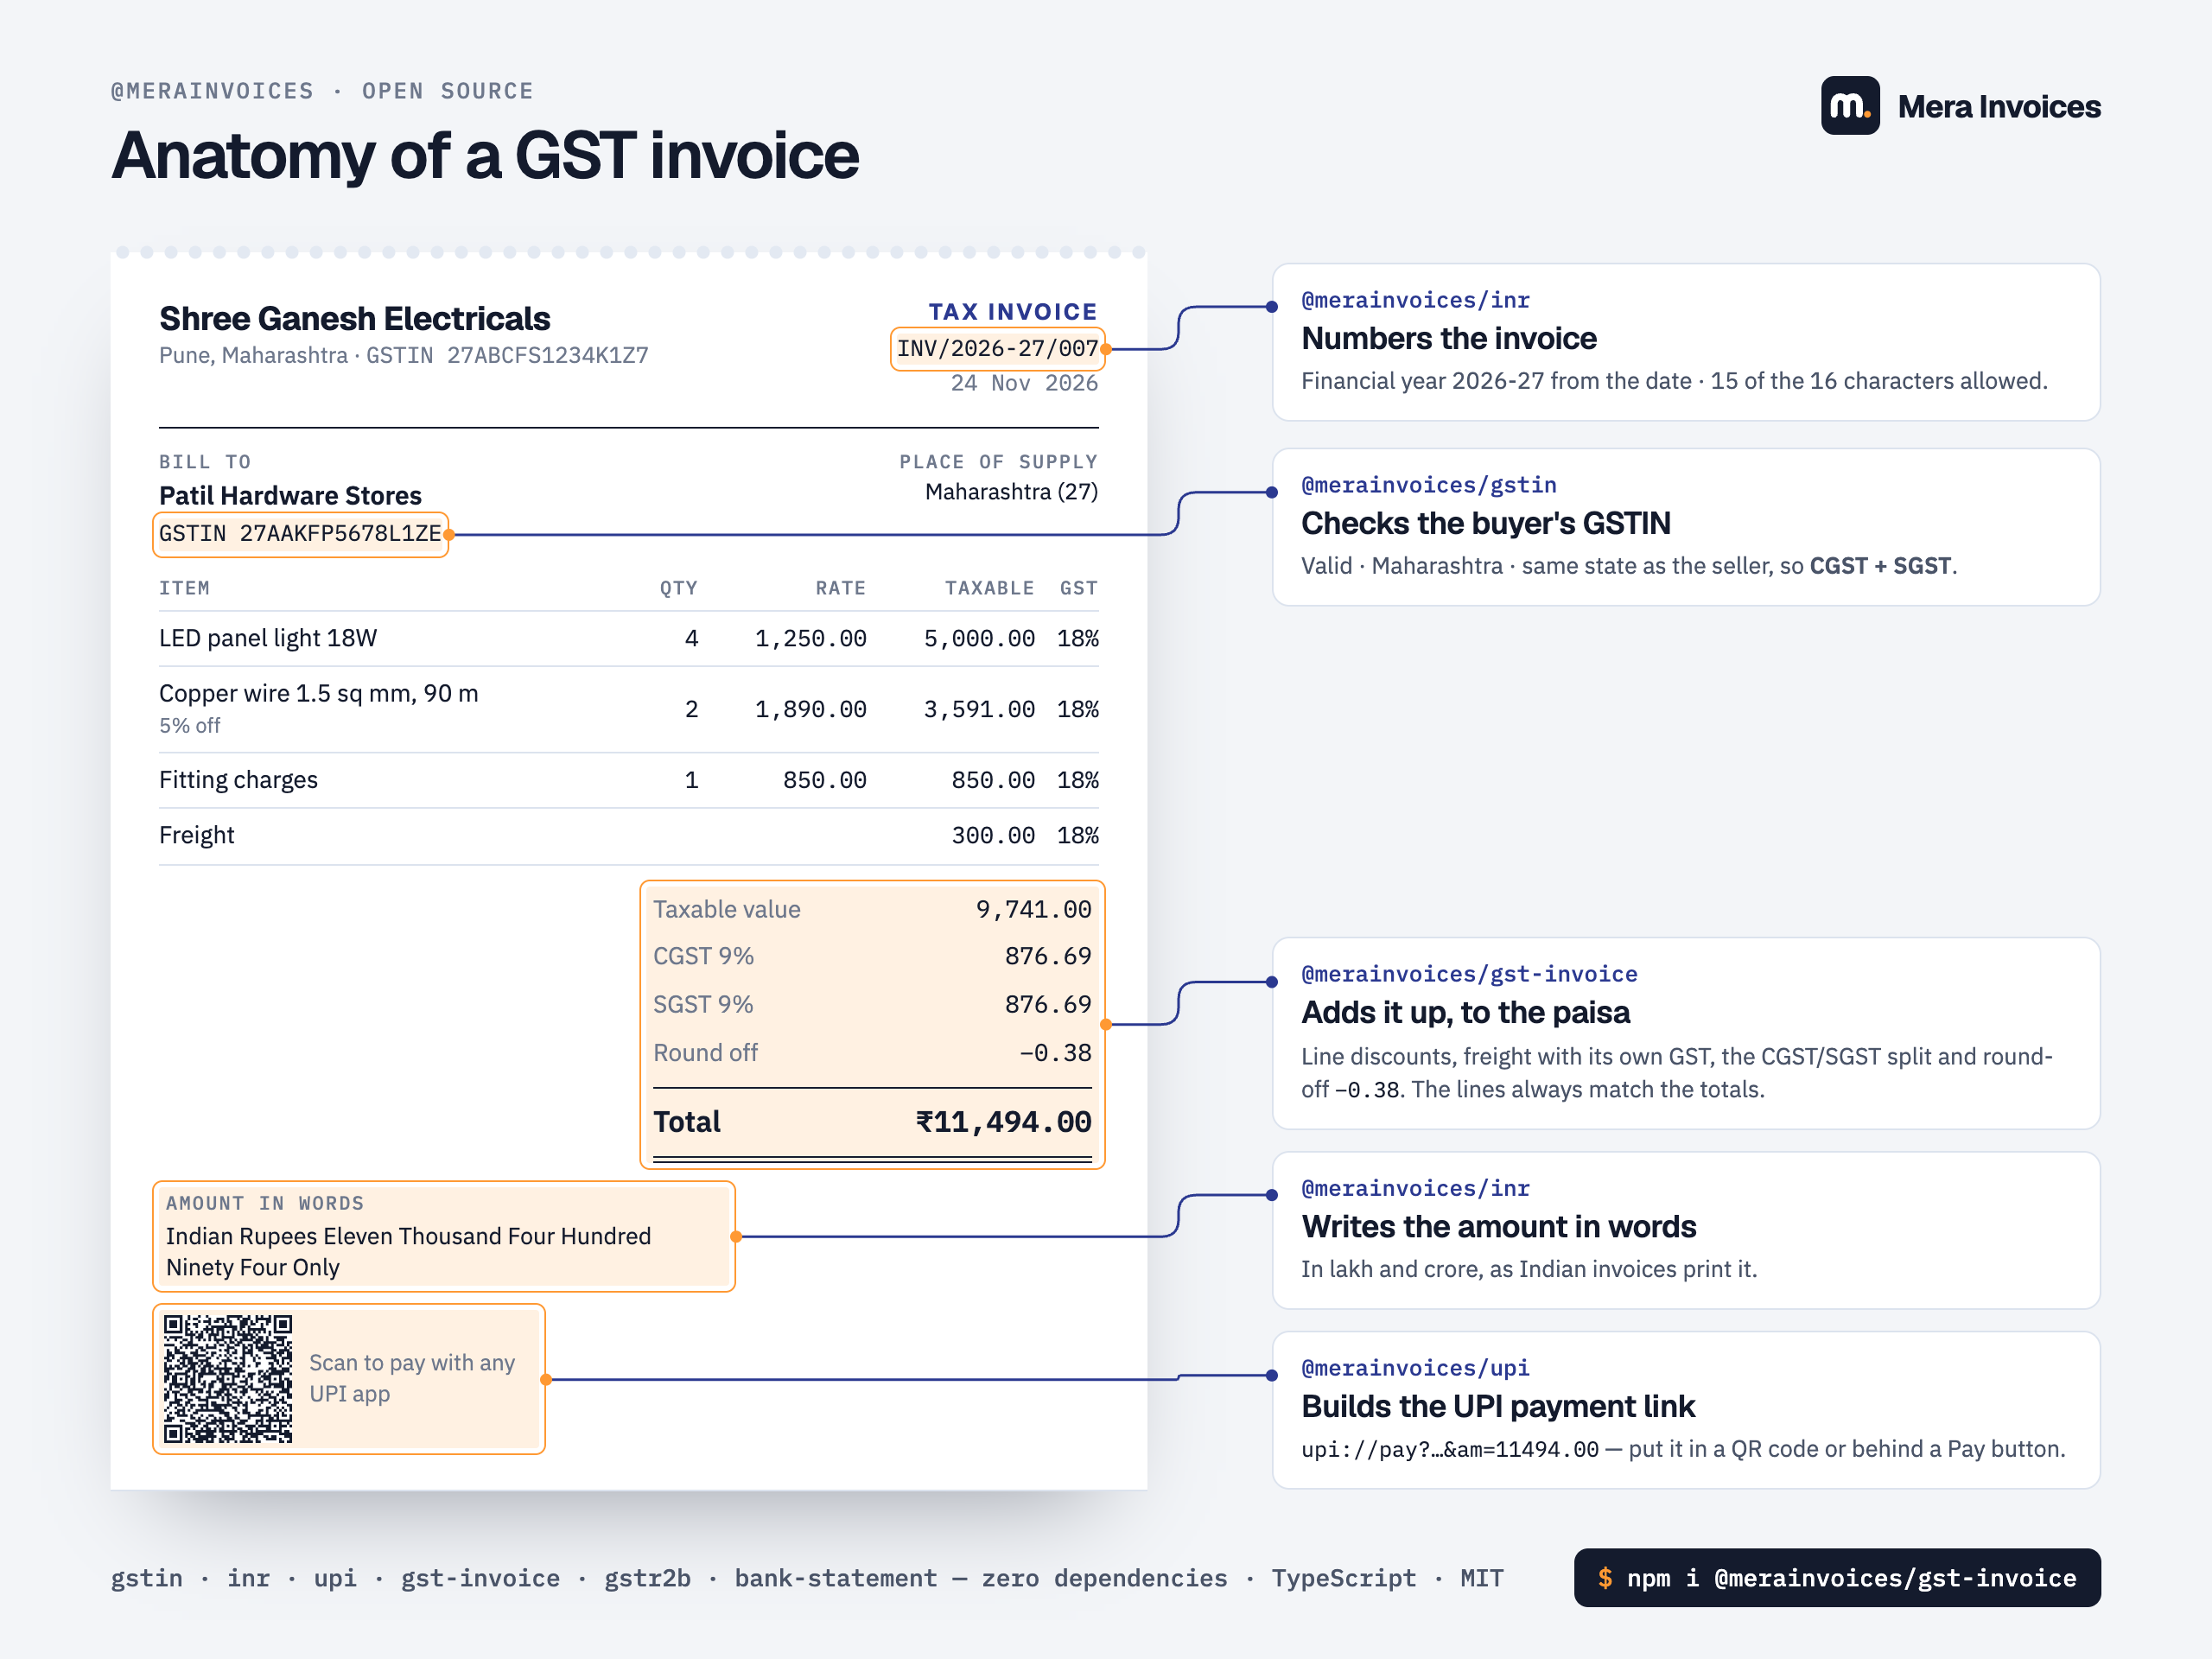 @MERAINVOICES · OPEN SOURCE
Anatomy of a GST invoice
m. Mera Invoices
Shree Ganesh Electricals
Pune, Maharashtra · GSTIN 27ABCFS1234K1Z7
TAX INVOICE
INV/2026-27/007
24 Nov 2026
BILL TO
Patil Hardware Stores
GSTIN 27AAKFP5678L1ZE
PLACE OF SUPPLY
Maharashtra (27)
ITEM QTY RATE TAXABLE GST
LED panel light 18W 4 1,250.00 5,000.00 18%
Copper wire 1.5 sq mm, 90 m 2 1,890.00 3,591.00 18%
5% off
Fitting charges 1 850.00 850.00 18%
Freight 300.00 18%
Taxable value 9,741.00
CGST 9% 876.69
SGST 9% 876.69
Round off −0.38
Total ₹11,494.00
AMOUNT IN WORDS
Indian Rupees Eleven Thousand Four Hundred
Ninety Four Only
Scan to pay with any
UPI app
@merainvoices/inr
Numbers the invoice
Financial year 2026-27 from the date · 15 of the 16 characters allowed.
@merainvoices/gstin
Checks the buyer's GSTIN
Valid · Maharashtra · same state as the seller, so CGST + SGST.
@merainvoices/gst-invoice
Adds it up, to the paisa
Line discounts, freight with its own GST, the CGST/SGST split and round-
off −0.38. The lines always match the totals.
@merainvoices/inr
Writes the amount in words
In lakh and crore, as Indian invoices print it.
@merainvoices/upi
Builds the UPI payment link
upi://pay?…&am=11494.00 — put it in a QR code or behind a Pay button.
gstin · inr · upi · gst-invoice · gstr2b · bank-statement — zero dependencies · TypeScript · MIT
$ npm i @merainvoices/gst-invoice